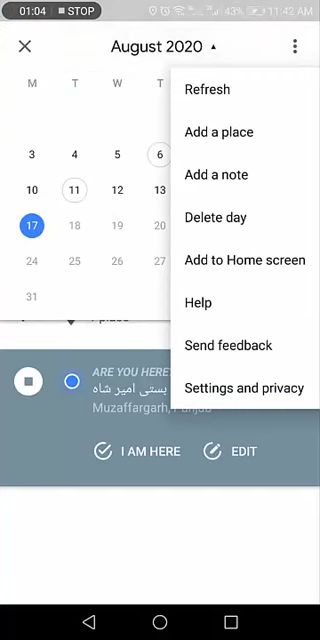 01:04 STOP 43% 11:42 AM
August 2020
M T W T
3 4 5 6
10 11 12 13
17 18 19 20
24 25 26 27
31
Refresh
Add a place
Add a note
Delete day
Add to Home screen
Help
Send feedback
Settings and privacy
ARE YOU HERE
بستی امیر شاہ
Muzaffargarh,
I AM HERE EDIT